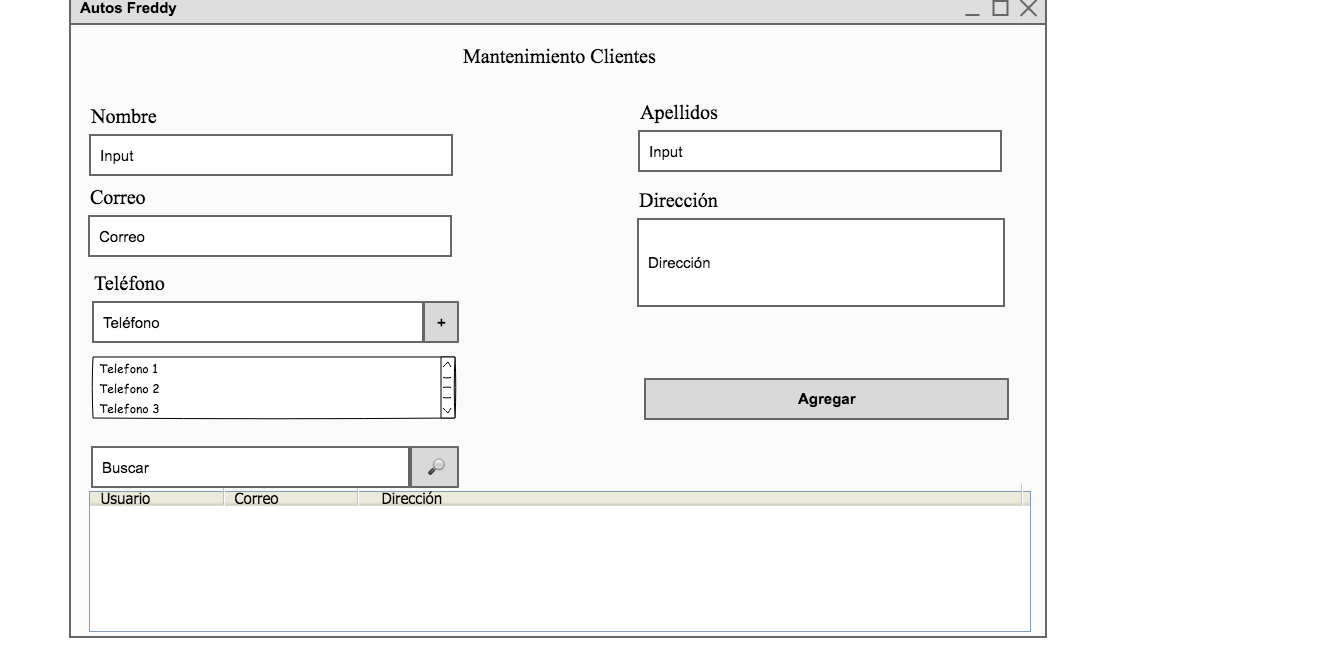 Autos Freddy
Mantenimiento Clientes
Nombre
Input
Apellidos
Input
Correo
Correo
Dirección
Dirección
Teléfono
Teléfono
+
Telefono 1
Telefono 2
Telefono 3
Agregar
Buscar
Usuario Correo Dirección